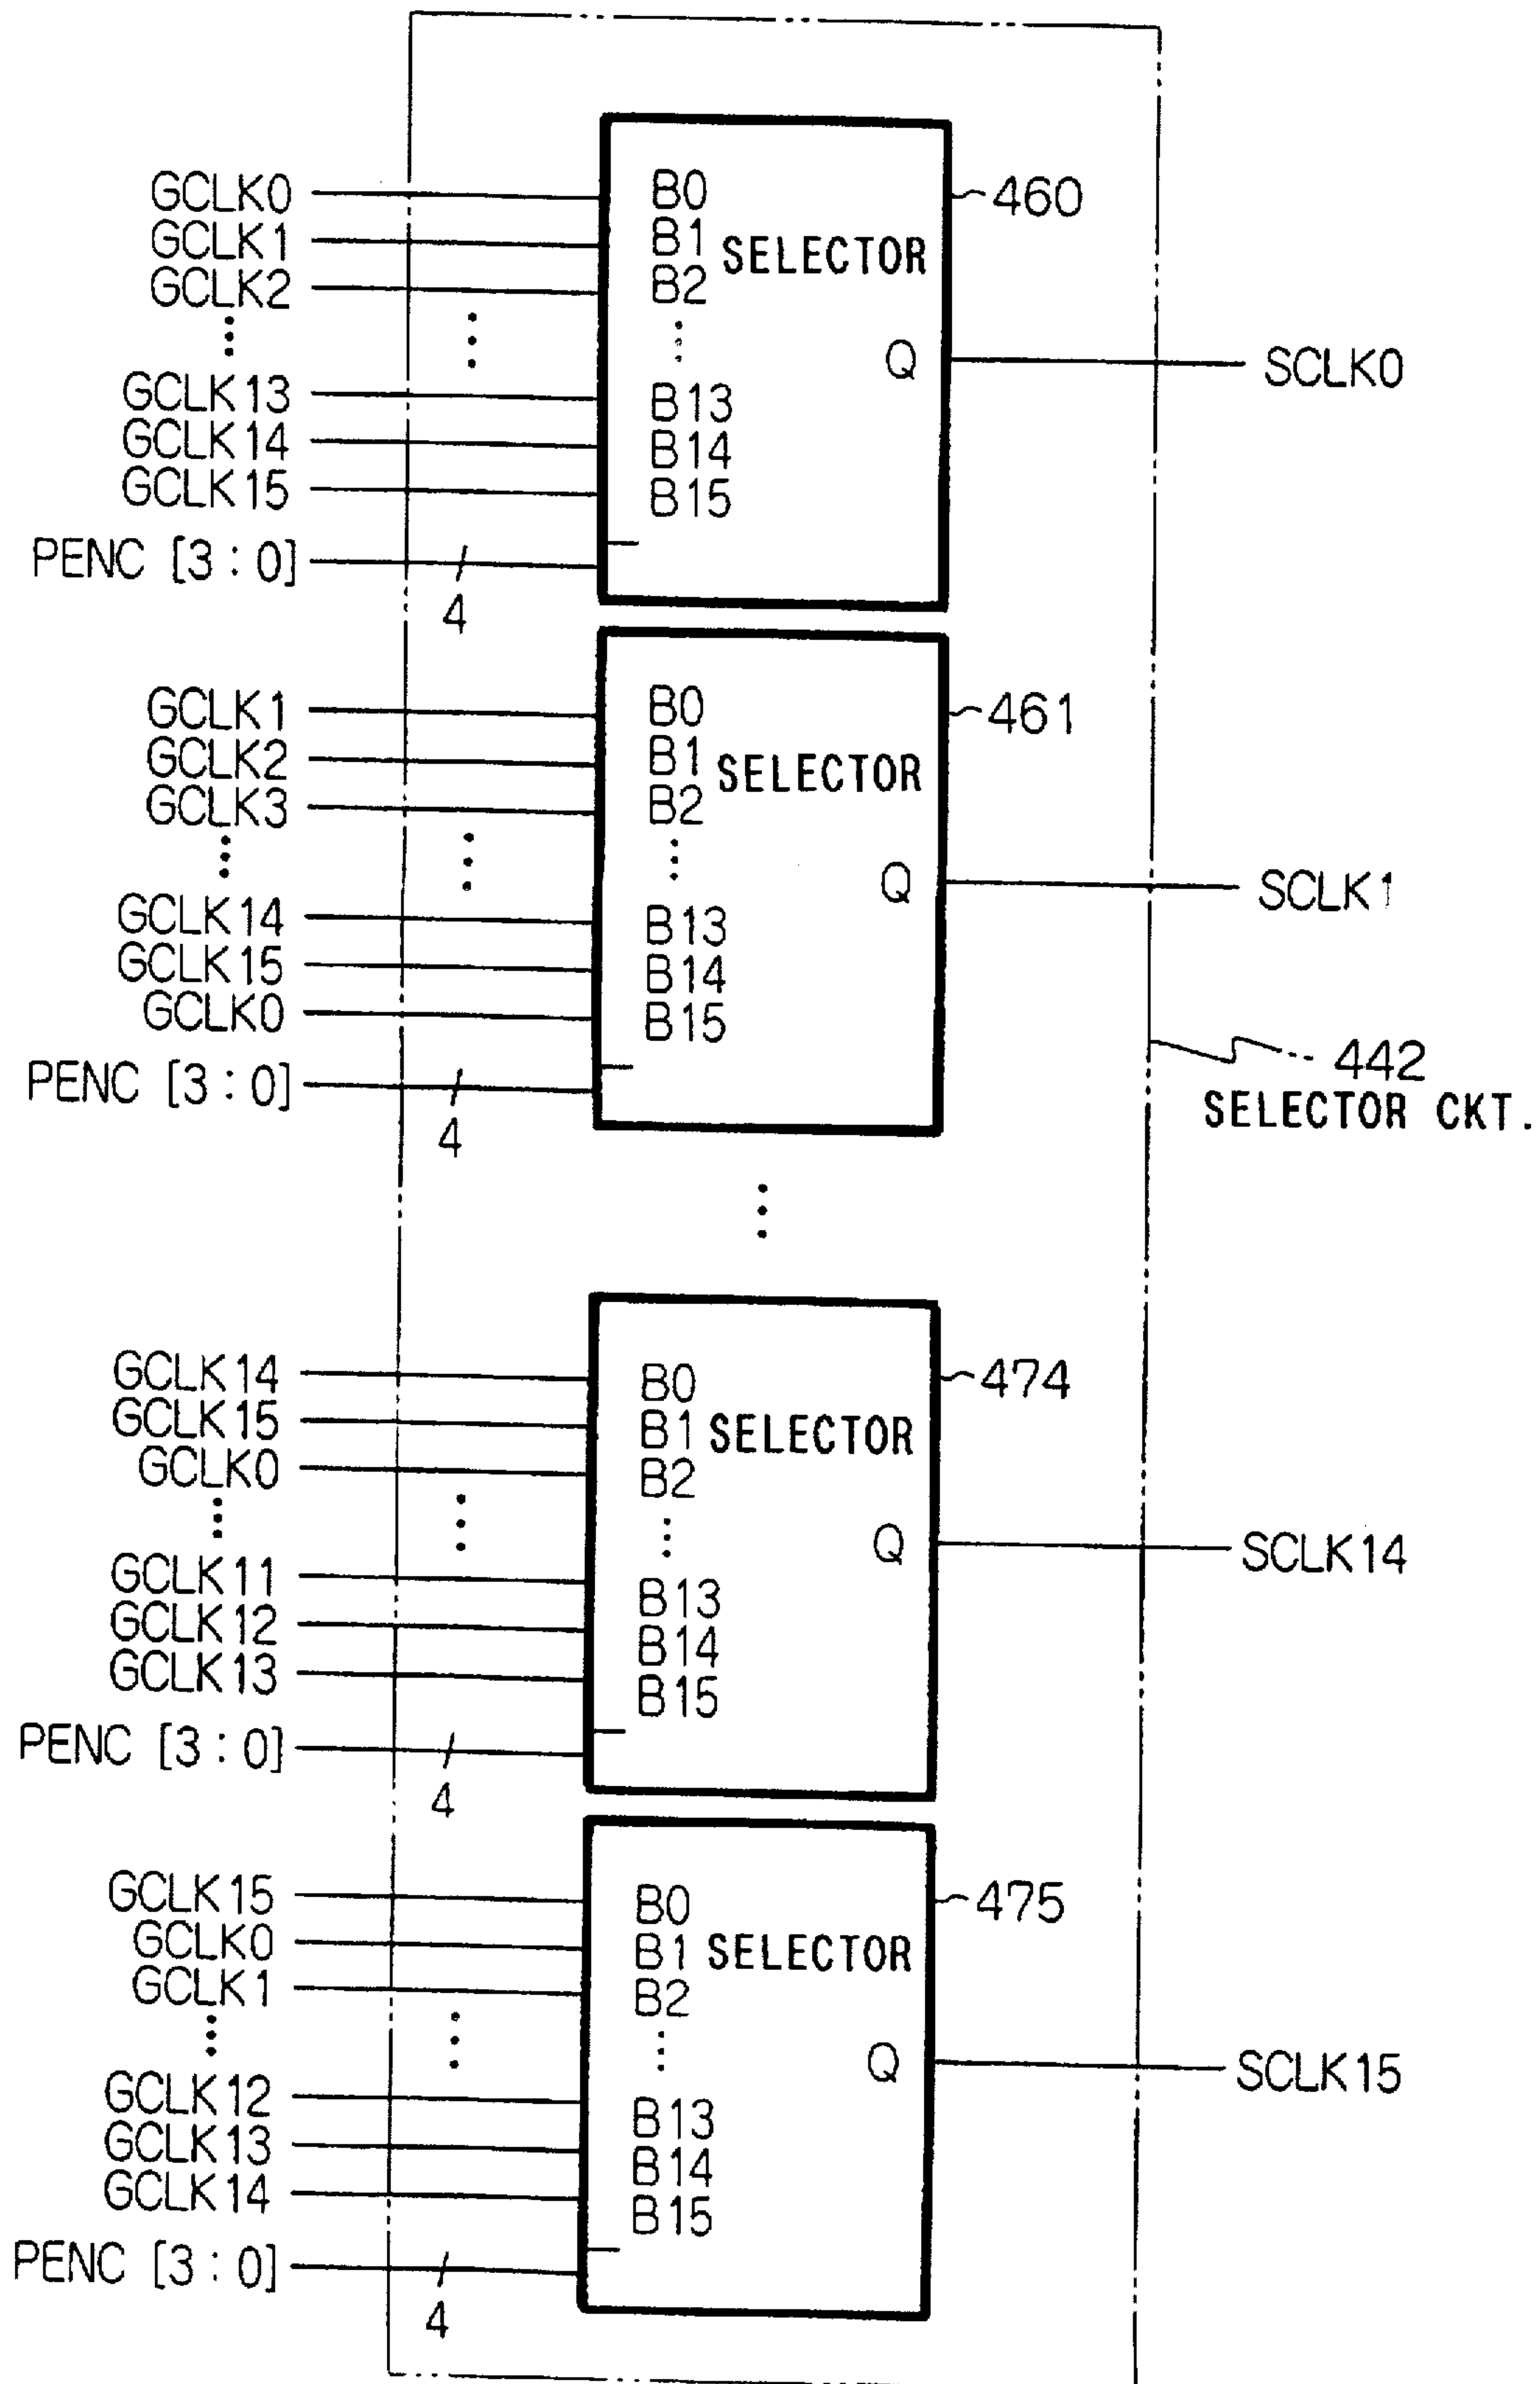 GCLK0 B0 460
GCLK1 B1 SELECTOR
GCLK2 B2
Q SCLK0
GCLK13 B13
GCLK14 B14
GCLK15 B15
PENC [3 : 0]
4
GCLK1 B0 461
GCLK2 B1 SELECTOR
GCLK3 B2
Q SCLK1
GCLK14 B13
GCLK15 B14
GCLK0 B15
442
PENC [3 : 0]
SELECTOR CKT.
4
GCLK14 B0 474
GCLK15 B1 SELECTOR
GCLK0 B2
Q SCLK14
GCLK11 B13
GCLK12 B14
GCLK13 B15
PENC [3 : 0]
4
GCLK15 B0 475
GCLK0 B1 SELECTOR
GCLK1 B2
Q SCLK15
GCLK12 B13
GCLK13 B14
GCLK14 B15
PENC [3 : 0]
4